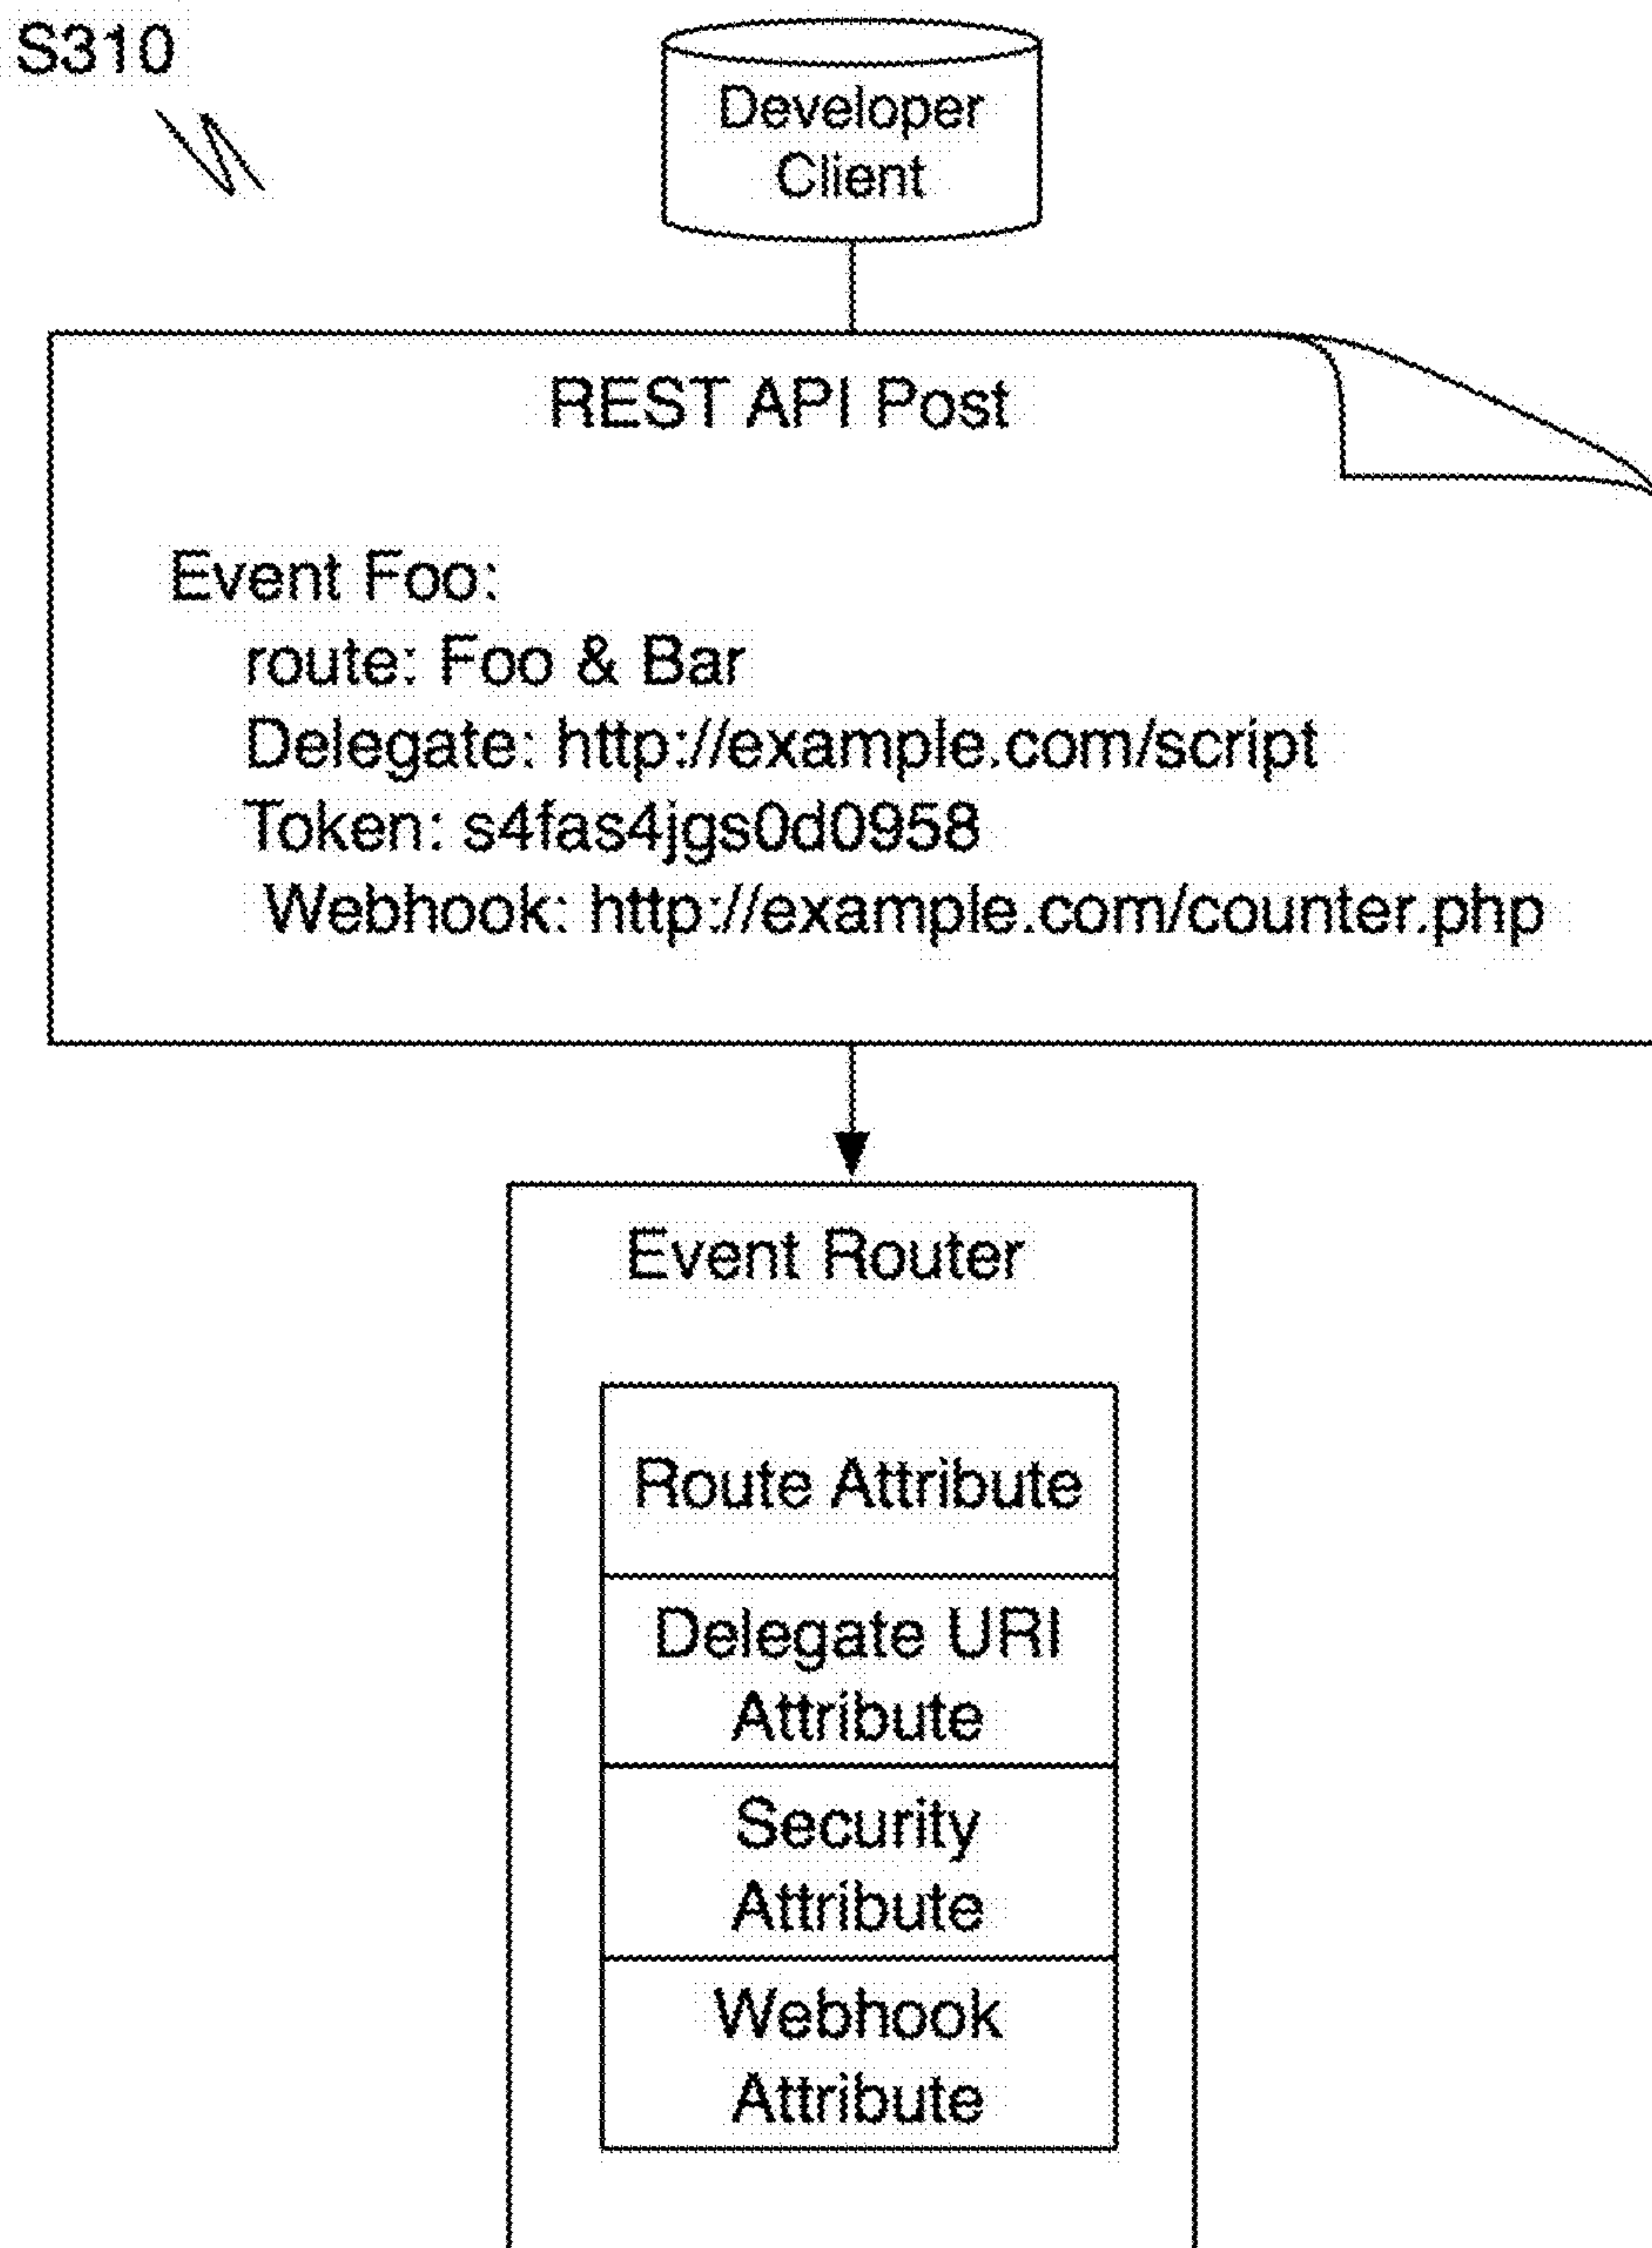 S310
Developer
Client
REST API Post
Event Foo:
route: Foo & Bar
Delegate: http://example.com/script
Token: s4fas4jgs0d0958
Webhook: http://example.com/counter.php
Event Router
Route Attribute
Delegate URI
Attribute
Security
Attribute
Webhook
Attribute